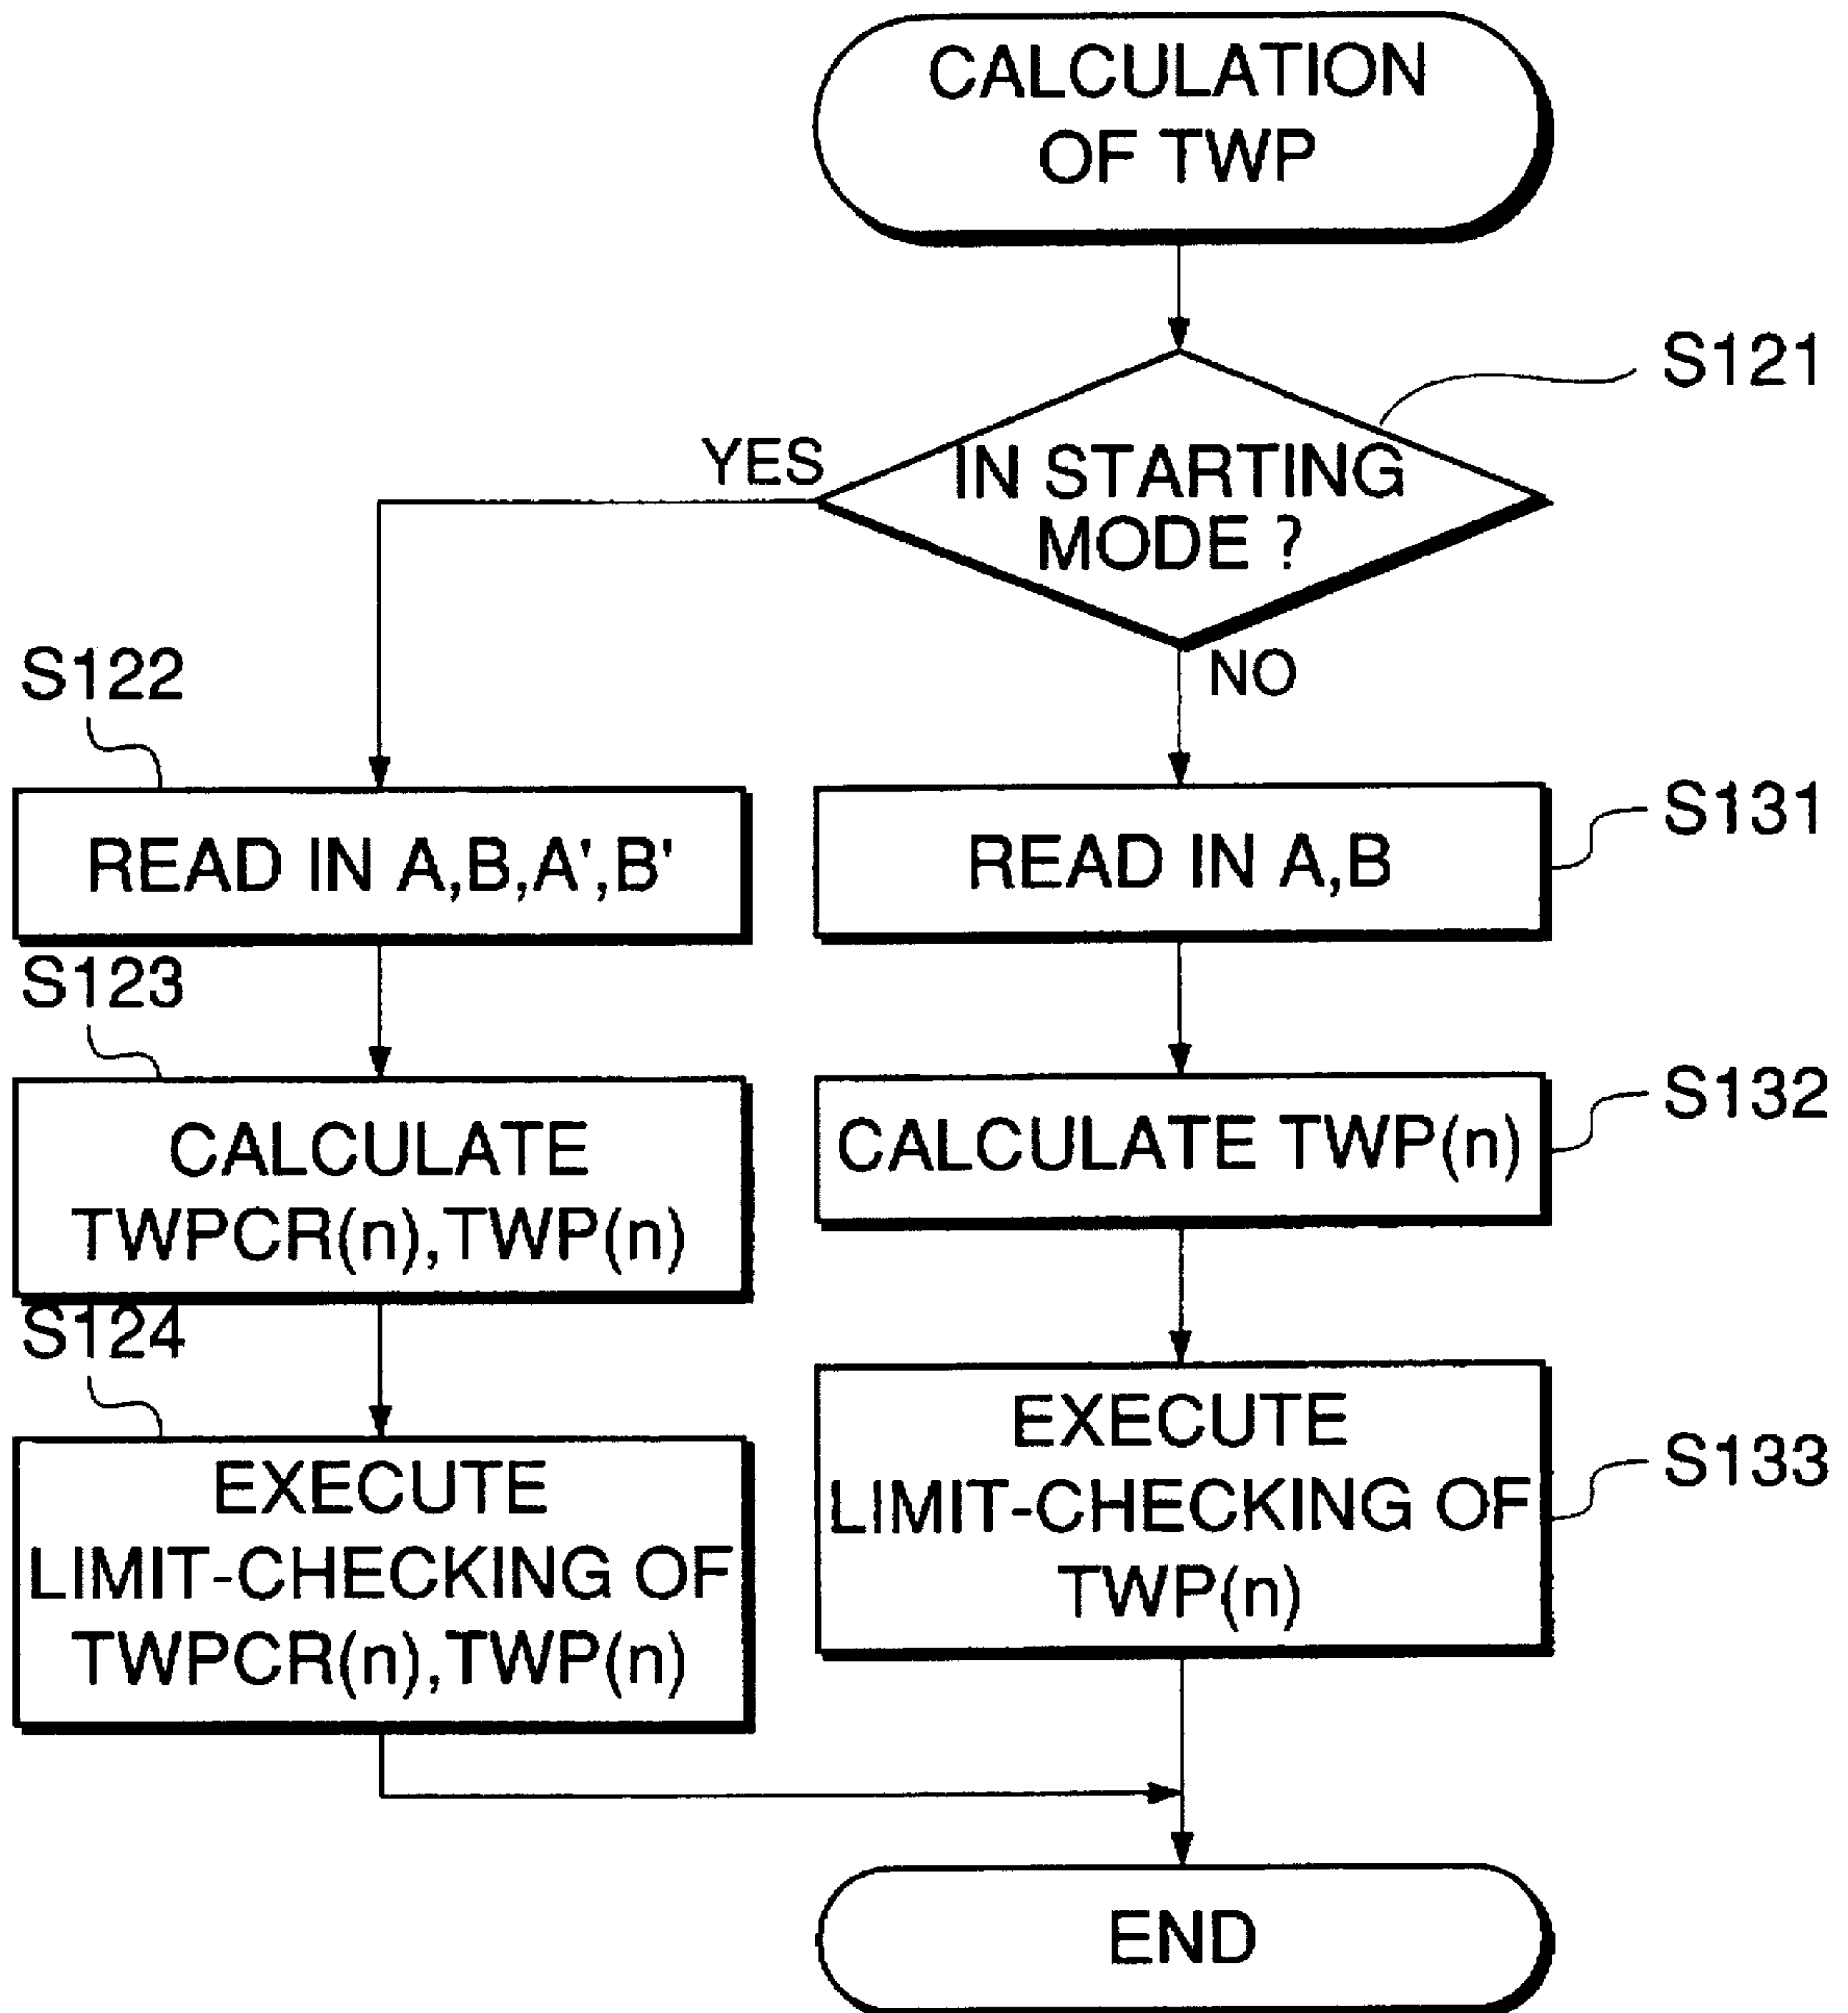 CALCULATION
OF TWP
S121
IN STARTING
MODE ?
YES
NO
S122
READ IN A,B,A',B'
S123
CALCULATE
TWPCR(n),TWP(n)
S124
EXECUTE
LIMIT-CHECKING OF
TWPCR(n),TWP(n)
S131
READ IN A,B
S132
CALCULATE TWP(n)
S133
EXECUTE
LIMIT-CHECKING OF
TWP(n)
END